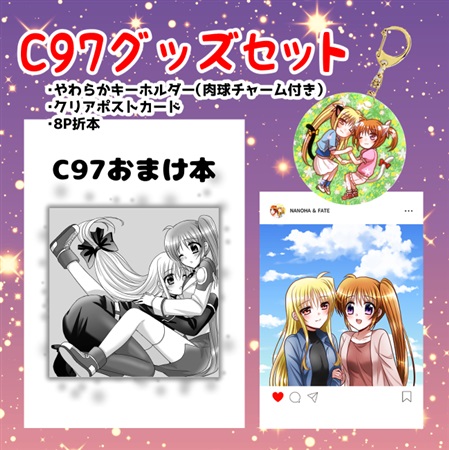 C97グッズセット
・やわらかキーホルダー(肉球チャーム付き)
・クリアポストカード
・8P折本
C97おまけ本
NANOHA & FATE